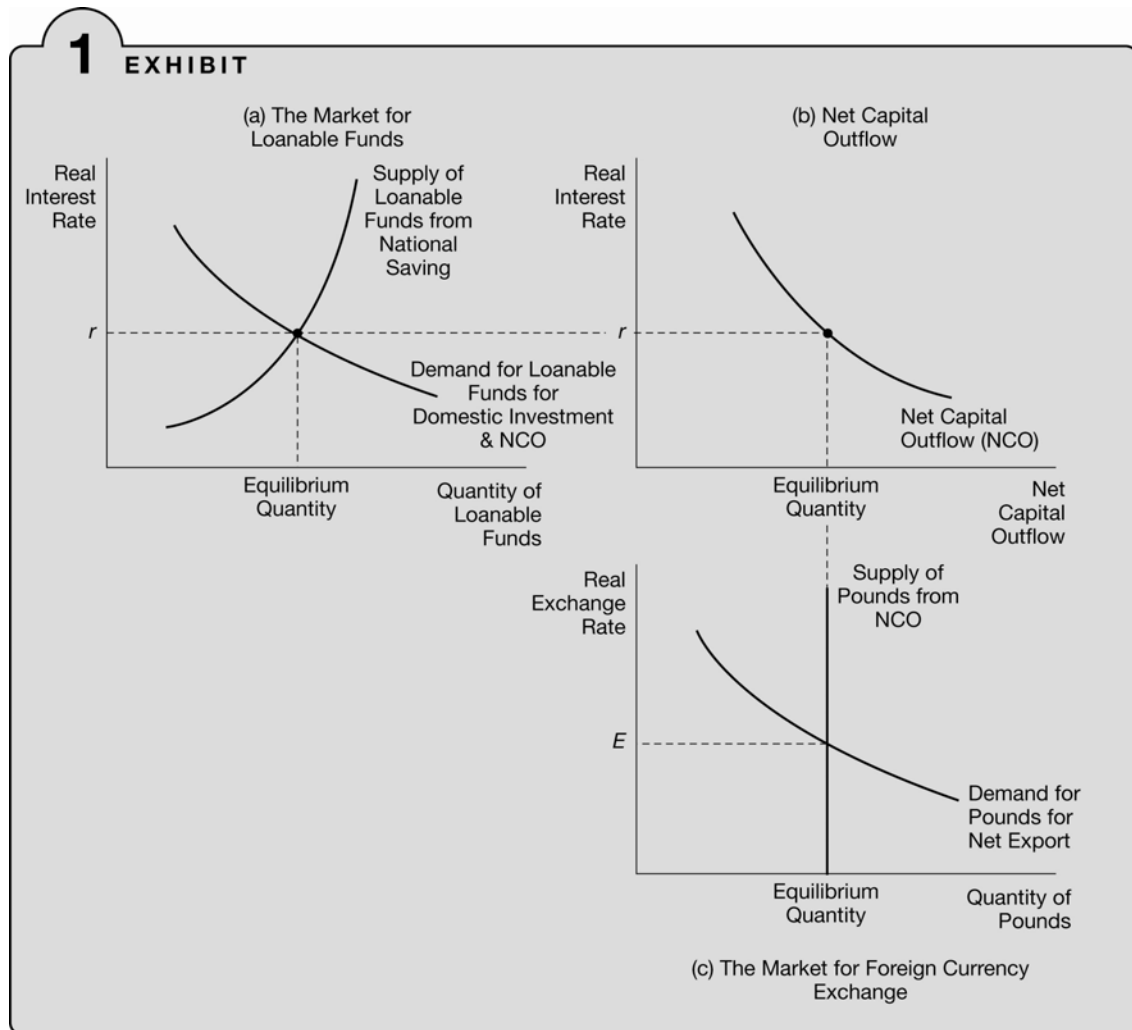 1 EXHIBIT
(a) The Market for
Loanable Funds
Real
Interest
Rate
Supply of
Loanable
Funds from
National
Saving
r
Demand for Loanable
Funds for
Domestic Investment
& NCO
Equilibrium
Quantity
Quantity of
Loanable
Funds
(b) Net Capital
Outflow
Real
Interest
Rate
r
Net Capital
Outflow (NCO)
Equilibrium
Quantity
Net
Capital
Outflow
Real
Exchange
Rate
Supply of
Pounds from
NCO
E
Demand for
Pounds for
Net Export
Equilibrium
Quantity
Quantity of
Pounds
(c) The Market for Foreign Currency
Exchange